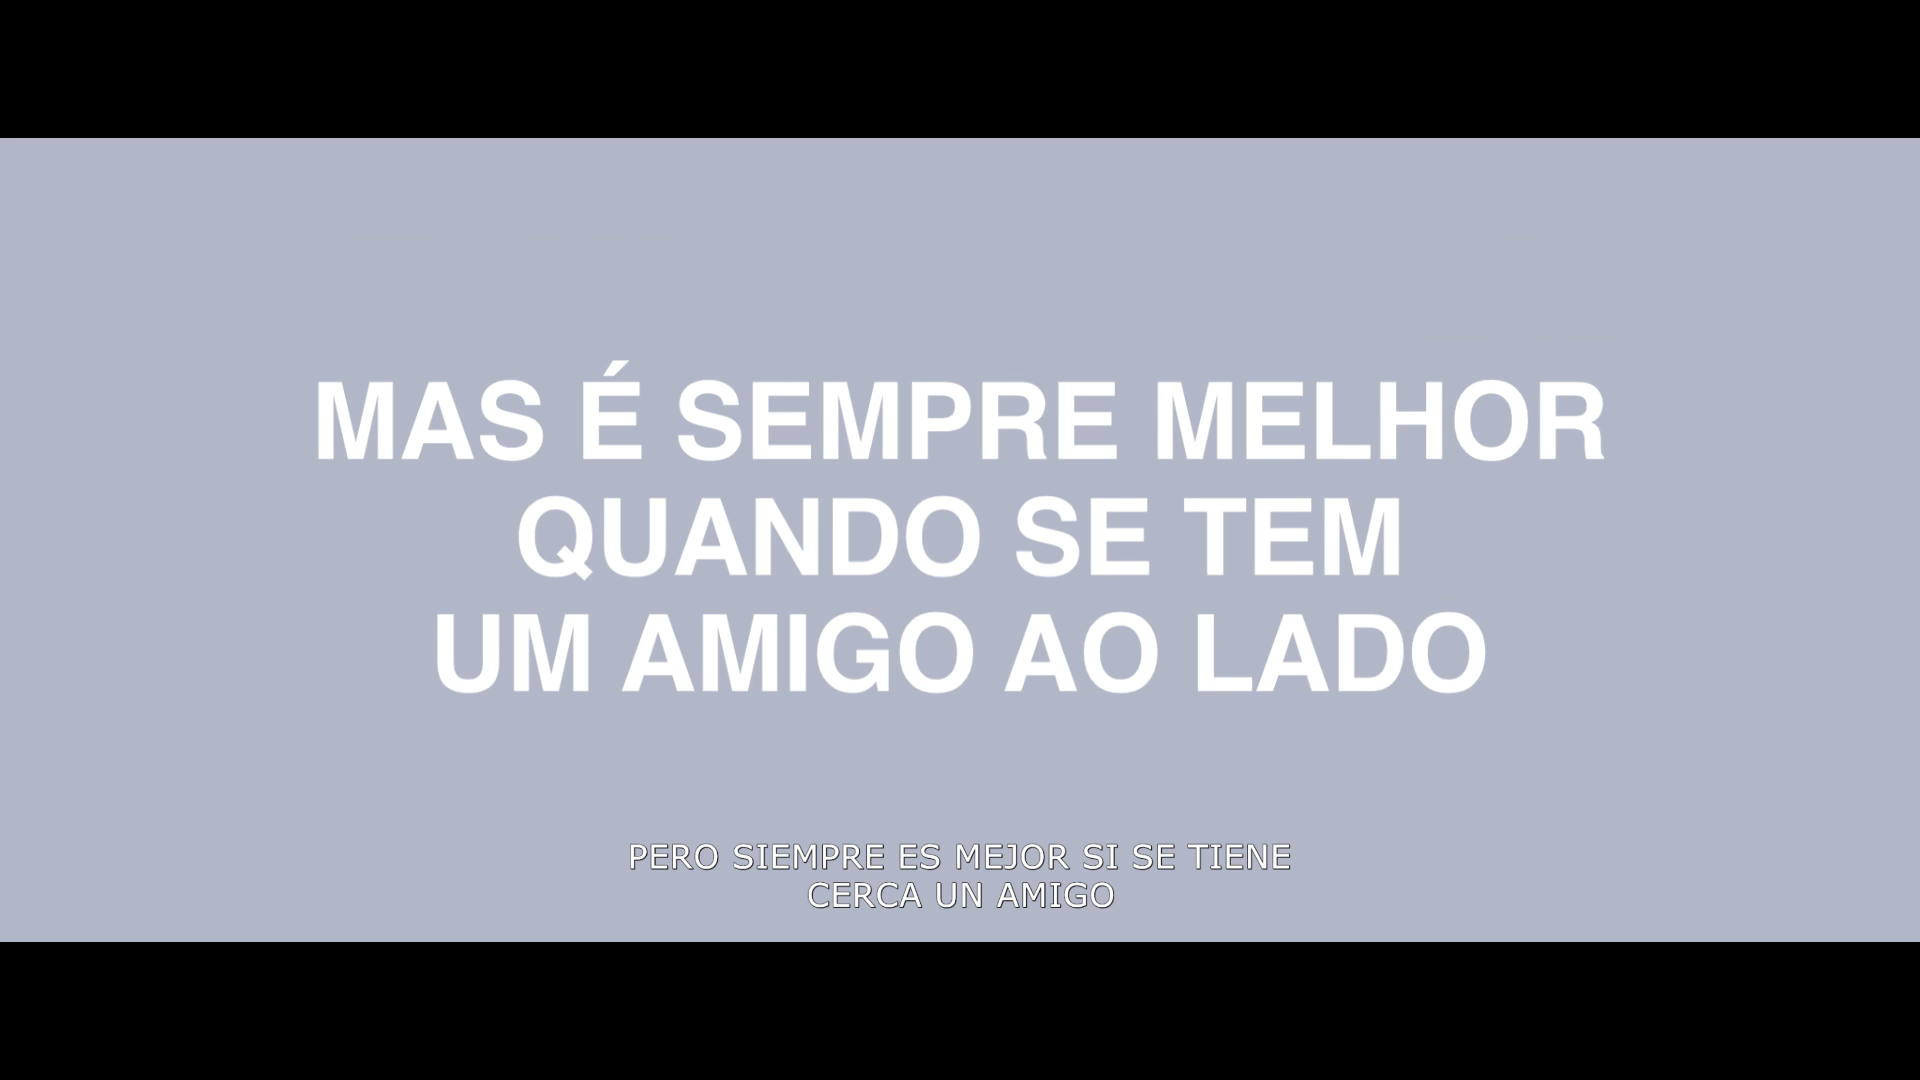 MAS É SEMPRE MELHOR
QUANDO SE TEM
UM AMIGO AO LADO
PERO SIEMPRE ES MEJOR SI SE TIENE
CERCA UN AMIGO